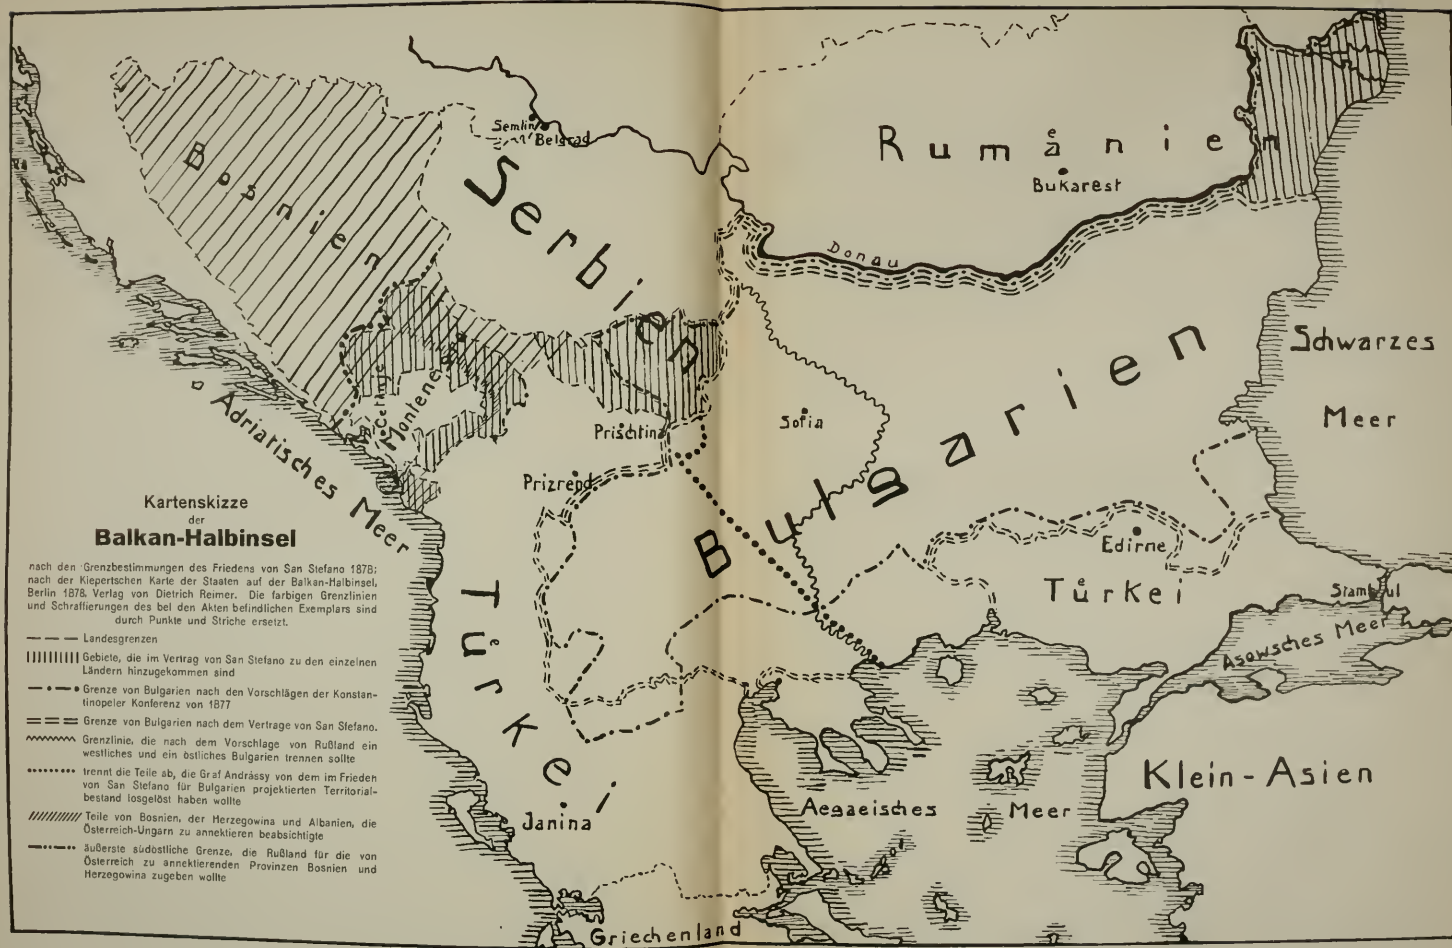 Semlin
Belgrad
Rumänien
Bukarest
Bosnien
Serbien
Donau
Schwarzes
Meer
Cetinje
Montenegro
Sofia
Prischtina
Bulgarien
Adriatisches Meer
Prizrend
Edirne
Türkei
Stambul
Asowsches Meer
Türkei
Klein-Asien
Aegaeisches Meer
Janina
Griechenland
Kartenskizze
der
Balkan-Halbinsel
nach den Grenzbestimmungen des Friedens von San Stefano 1878;
nach der Kiepertschen Karte der Staaten auf der Balkan-Halbinsel,
Berlin 1878, Verlag von Dietrich Reimer. Die farbigen Grenzlinien
und Schraffierungen des bei den Akten befindlichen Exemplars sind
durch Punkte und Striche ersetzt.
Landesgrenzen
Gebiete, die im Vertrag von San Stefano zu den einzelnen
Ländern hinzugekommen sind
Grenze von Bulgarien nach den Vorschlägen der Konstan-
tinopeler Konferenz von 1877
Grenze von Bulgarien nach dem Vertrage von San Stefano.
Grenzlinie, die nach dem Vorschlage von Rußland ein
westliches und ein östliches Bulgarien trennen sollte
trennt die Teile ab, die Graf Andrássy von dem im Frieden
von San Stefano für Bulgarien projektierten Territorial-
bestand losgelöst haben wollte
Teile von Bosnien, der Herzegowina und Albanien, die
Österreich-Ungarn zu annektieren beabsichtigte
äußerste südöstliche Grenze, die Rußland für die von
Österreich zu annektierenden Provinzen Bosnien und
Herzegowina zugeben wollte